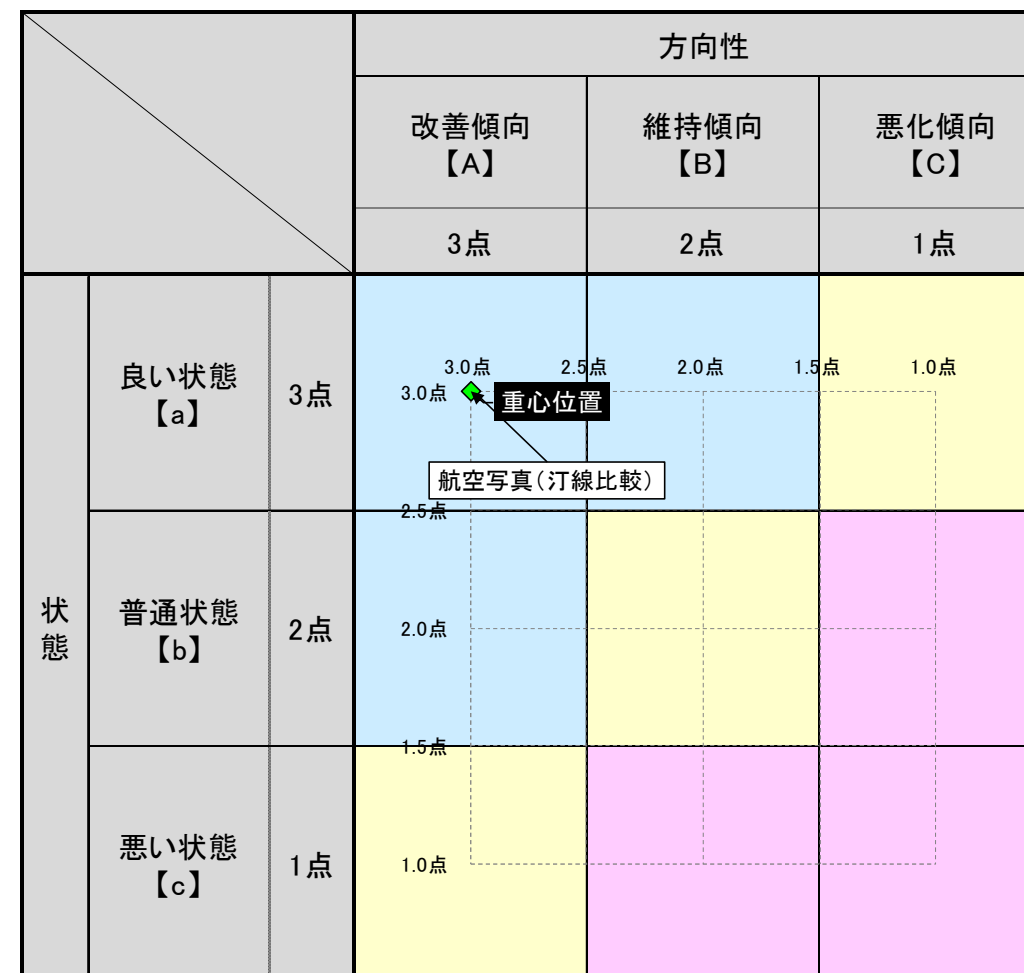 方向性
改善傾向
【A】
維持傾向
【B】
悪化傾向
【C】
3点
2点
1点
状態
良い状態
【a】
3点
3.0点
2.5点
2.0点
1.5点
1.0点
3.0点
重心位置
航空写真（汀線比較）
2.5点
普通状態
【b】
2点
2.0点
1.5点
悪い状態
【c】
1点
1.0点